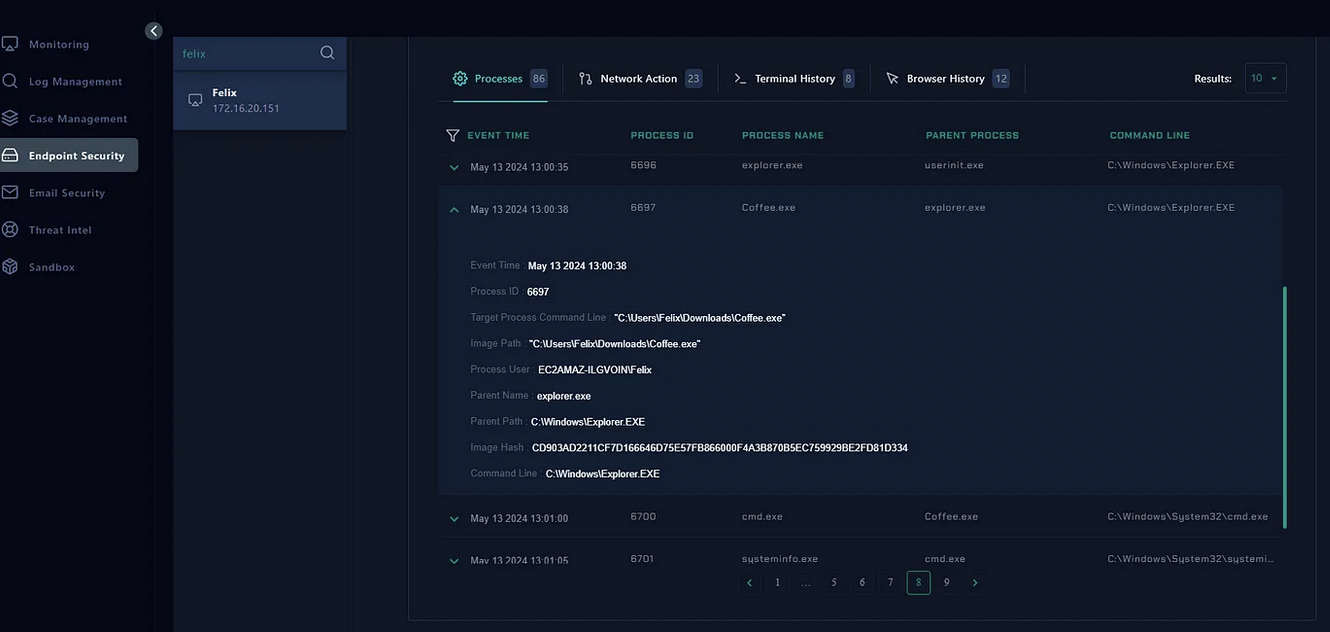 Monitoring
Log Management
Case Management
Endpoint Security
Email Security
Threat Intel
Sandbox
felix
Felix
172.16.20.151
Processes 86 Network Action 23 Terminal History 8 Browser History 12 Results: 10
EVENT TIME PROCESS ID PROCESS NAME PARENT PROCESS COMMAND LINE
May 13 2024 13:00:35 6696 explorer.exe userinit.exe C:\Windows\Explorer.EXE
May 13 2024 13:00:38 6697 Coffee.exe explorer.exe C:\Windows\Explorer.EXE
Event Time : May 13 2024 13:00:38
Process ID : 6697
Target Process Command Line : "C:\Users\Felix\Downloads\Coffee.exe"
Image Path : "C:\Users\Felix\Downloads\Coffee.exe"
Process User : EC2AMAZ-ILGVOIN\Felix
Parent Name : explorer.exe
Parent Path : C:\Windows\Explorer.EXE
Image Hash : CD903AD2211CF7D166646D75E57FB866000F4A3B870B5EC759929BE2FD81D334
Command Line : C:\Windows\Explorer.EXE
May 13 2024 13:01:00 6700 cmd.exe Coffee.exe C:\Windows\System32\cmd.exe
May 13 2024 13:01:05 6701 systeminfo.exe cmd.exe C:\Windows\System32\systemi...
1 ... 5 6 7 8 9